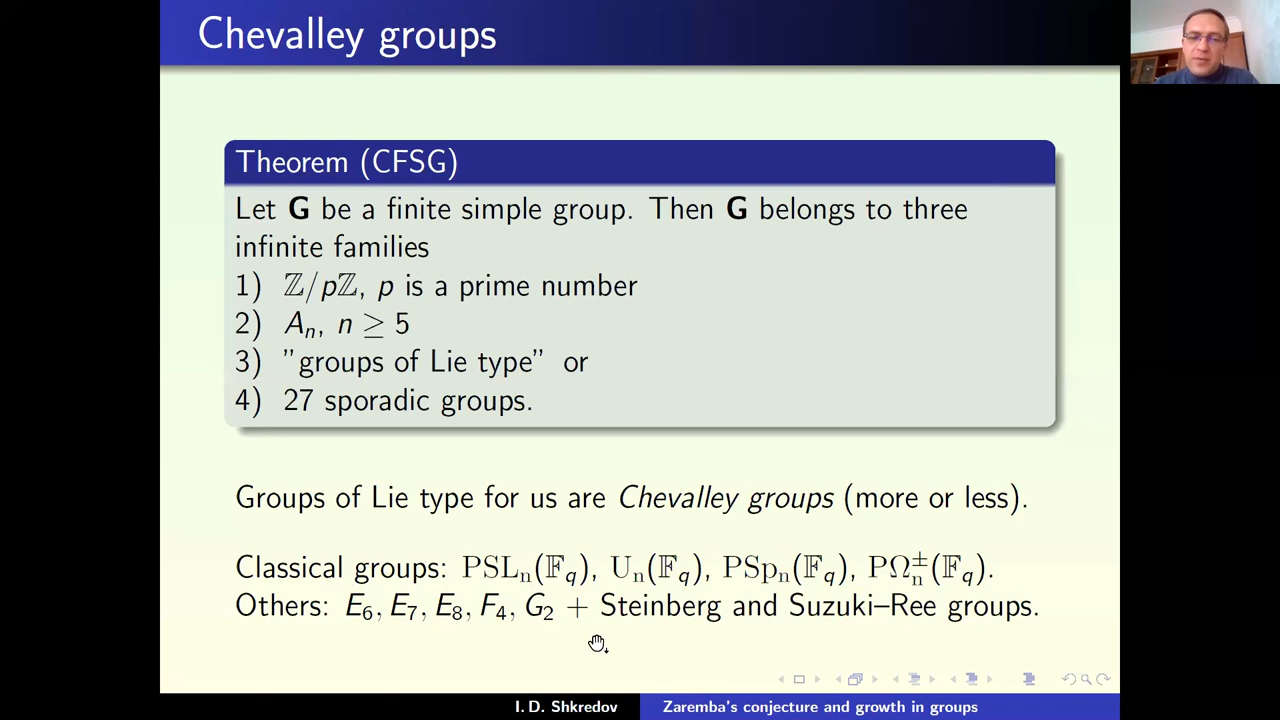 Chevalley groups
Theorem (CFSG)
Let G be a finite simple group. Then G belongs to three
infinite families
1) ℤ/pℤ, p is a prime number
2) Aₙ, n ≥ 5
3) ”groups of Lie type” or
4) 27 sporadic groups.
Groups of Lie type for us are Chevalley groups (more or less).
Classical groups: PSLₙ(𝔽_q), Uₙ(𝔽_q), PSpₙ(𝔽_q), PΩₙ^±(𝔽_q).
Others: E₆, E₇, E₈, F₄, G₂ + Steinberg and Suzuki–Ree groups.
I. D. Shkredov Zaremba's conjecture and growth in groups